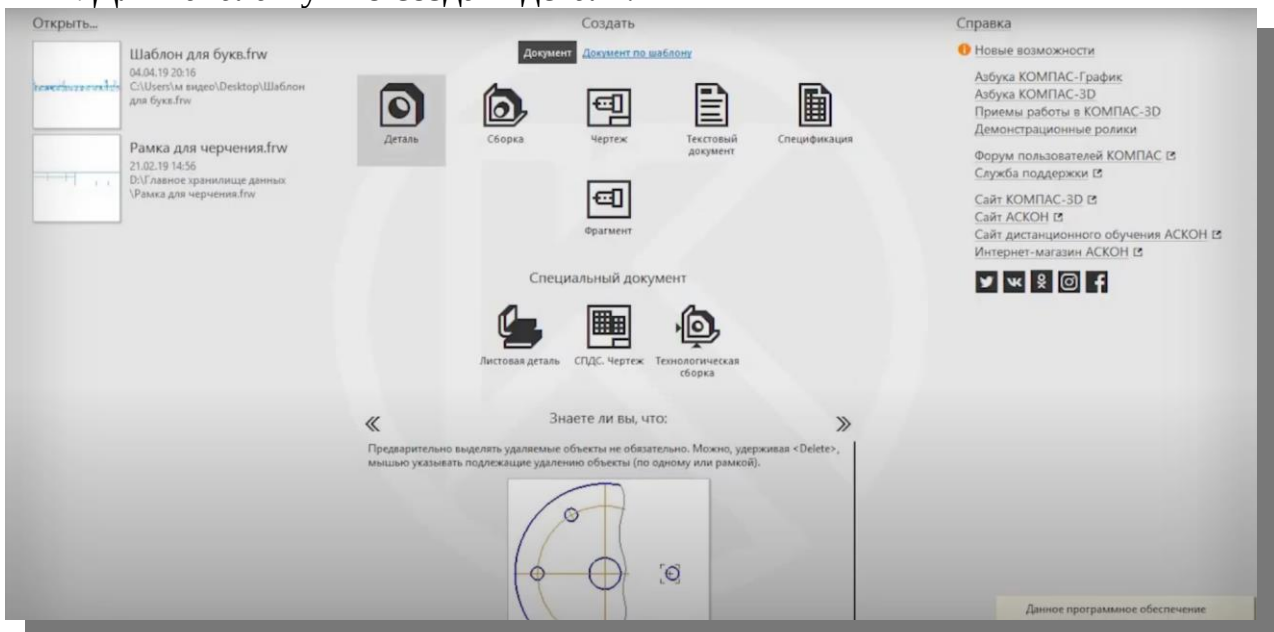 Открыть...
Шаблон для букв.frw
04.04.19 20:16
C:\Users\м видео\Desktop\Шаблон
для букв.frw
Рамка для черчения.frw
21.02.19 14:56
D:\Главное хранилище данных
\Рамка для черчения.frw
Создать
Документ Документ по шаблону
Деталь
Сборка
Чертеж
Текстовый
документ
Спецификация
Фрагмент
Специальный документ
Листовая деталь
СПДС. Чертеж
Технологическая
сборка
Знаете ли вы, что:
Предварительно выделять удаляемые объекты не обязательно. Можно, удерживая <Delete>,
мышью указывать подлежащие удалению объекты (по одному или рамкой).
Справка
Новые возможности
Азбука КОМПАС-График
Азбука КОМПАС-3D
Приемы работы в КОМПАС-3D
Демонстрационные ролики
Форум пользователей КОМПАС
Служба поддержки
Сайт КОМПАС-3D
Сайт АСКОН
Сайт дистанционного обучения АСКОН
Интернет-магазин АСКОН
Данное программное обеспечение